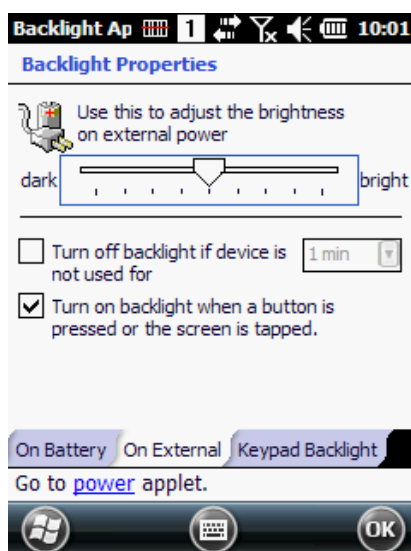 Backlight Ap 1 10:01
Backlight Properties
Use this to adjust the brightness
on external power
dark bright
Turn off backlight if device is 1 min
not used for
Turn on backlight when a button is
pressed or the screen is tapped.
On Battery On External Keypad Backlight
Go to power applet.
OK